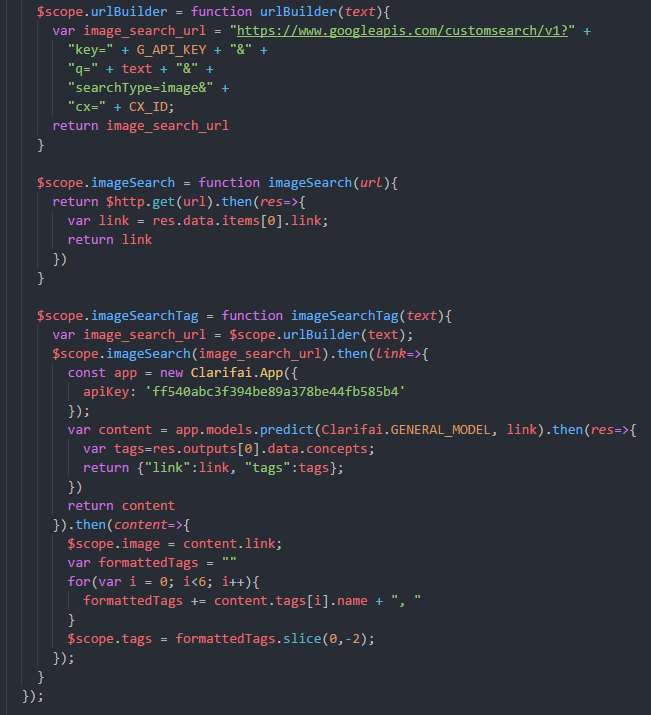 $scope.urlBuilder = function urlBuilder(text){
var image_search_url = "https://www.googleapis.com/customsearch/v1?" +
"key=" + G_API_KEY + "&" +
"q=" + text + "&" +
"searchType=image&" +
"cx=" + CX_ID;
return image_search_url
}
$scope.imageSearch = function imageSearch(url){
return $http.get(url).then(res=>{
var link = res.data.items[0].link;
return link
})
}
$scope.imageSearchTag = function imageSearchTag(text){
var image_search_url = $scope.urlBuilder(text);
$scope.imageSearch(image_search_url).then(link=>{
const app = new Clarifai.App({
apiKey: 'ff540abc3f394be89a378be44fb585b4'
});
var content = app.models.predict(Clarifai.GENERAL_MODEL, link).then(res=>{
var tags=res.outputs[0].data.concepts;
return {"link":link, "tags":tags};
})
return content
}).then(content=>{
$scope.image = content.link;
var formattedTags = ""
for(var i = 0; i<6; i++){
formattedTags += content.tags[i].name + ", "
}
$scope.tags = formattedTags.slice(0,-2);
});
}
});